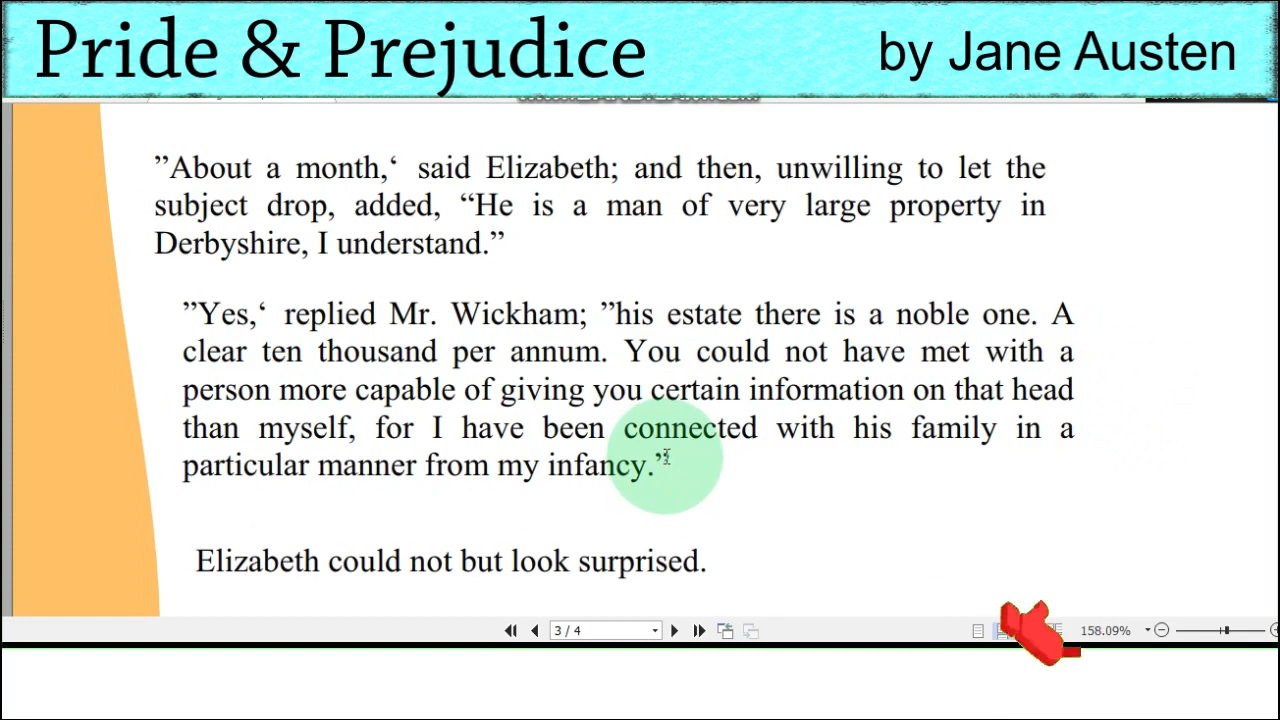 Pride & Prejudice
by Jane Austen
”About a month,‘ said Elizabeth; and then, unwilling to let the
subject drop, added, “He is a man of very large property in
Derbyshire, I understand.”
”Yes,‘ replied Mr. Wickham; ”his estate there is a noble one. A
clear ten thousand per annum. You could not have met with a
person more capable of giving you certain information on that head
than myself, for I have been connected with his family in a
particular manner from my infancy.”
Elizabeth could not but look surprised.
3 / 4
158.09%